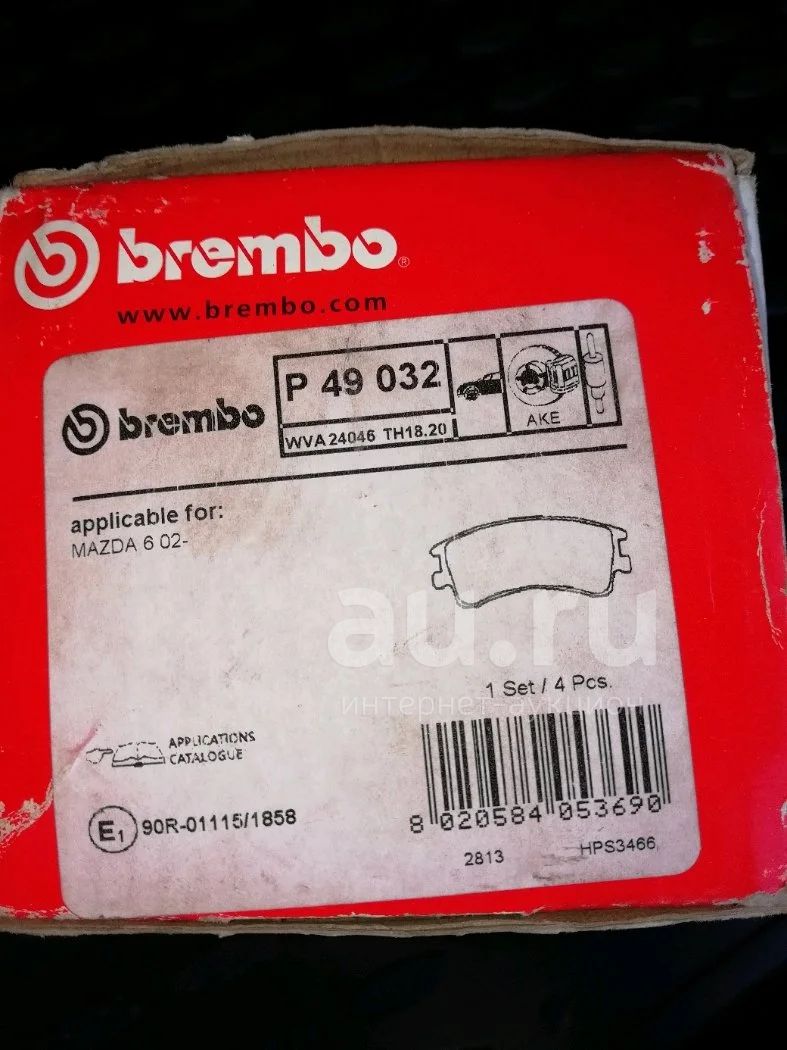 brembo®
www.brembo.com
brembo
P 49 032
WVA 24046 TH18.20
AKE
applicable for:
MAZDA 6 02-
au.ru
интернет-аукцион
1 Set / 4 Pcs.
APPLICATIONS
CATALOGUE
E1 90R-01115/1858
8 020584 053690
2813 HPS3466